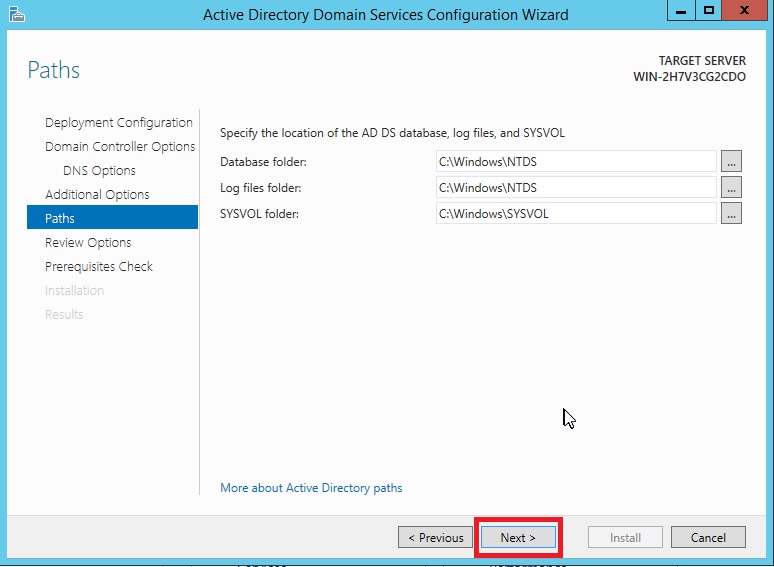 Active Directory Domain Services Configuration Wizard
Paths
TARGET SERVER
WIN-2H7V3CG2CDO
Deployment Configuration
Domain Controller Options
DNS Options
Additional Options
Paths
Review Options
Prerequisites Check
Installation
Results
Specify the location of the AD DS database, log files, and SYSVOL
Database folder: C:\Windows\NTDS ...
Log files folder: C:\Windows\NTDS ...
SYSVOL folder: C:\Windows\SYSVOL ...
More about Active Directory paths
< Previous Next > Install Cancel